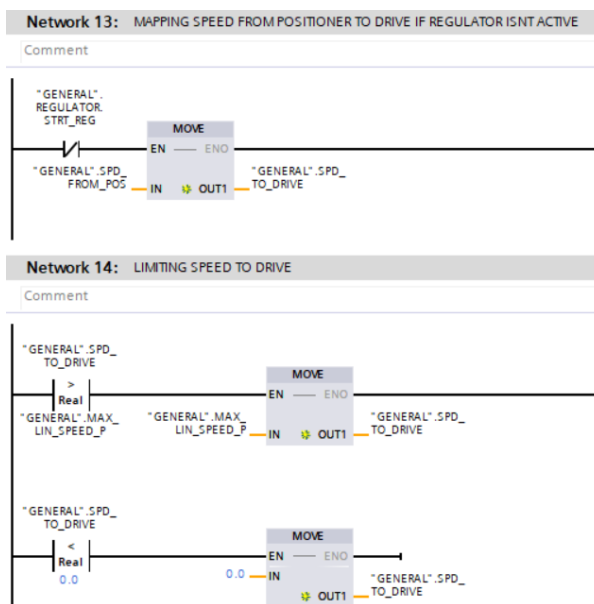 Network 13: MAPPING SPEED FROM POSITIONER TO DRIVE IF REGULATOR ISNT ACTIVE
Comment
"GENERAL".
REGULATOR.
STRT_REG
MOVE
EN ENO
"GENERAL".SPD_
FROM_POS
IN OUT1
"GENERAL".SPD_
TO_DRIVE
Network 14: LIMITING SPEED TO DRIVE
Comment
"GENERAL".SPD_
TO_DRIVE
>
Real
"GENERAL".MAX_
LIN_SPEED_P
MOVE
EN ENO
"GENERAL".MAX_
LIN_SPEED_P
IN OUT1
"GENERAL".SPD_
TO_DRIVE
"GENERAL".SPD_
TO_DRIVE
<
Real
0.0
MOVE
EN ENO
0.0 IN
OUT1
"GENERAL".SPD_
TO_DRIVE